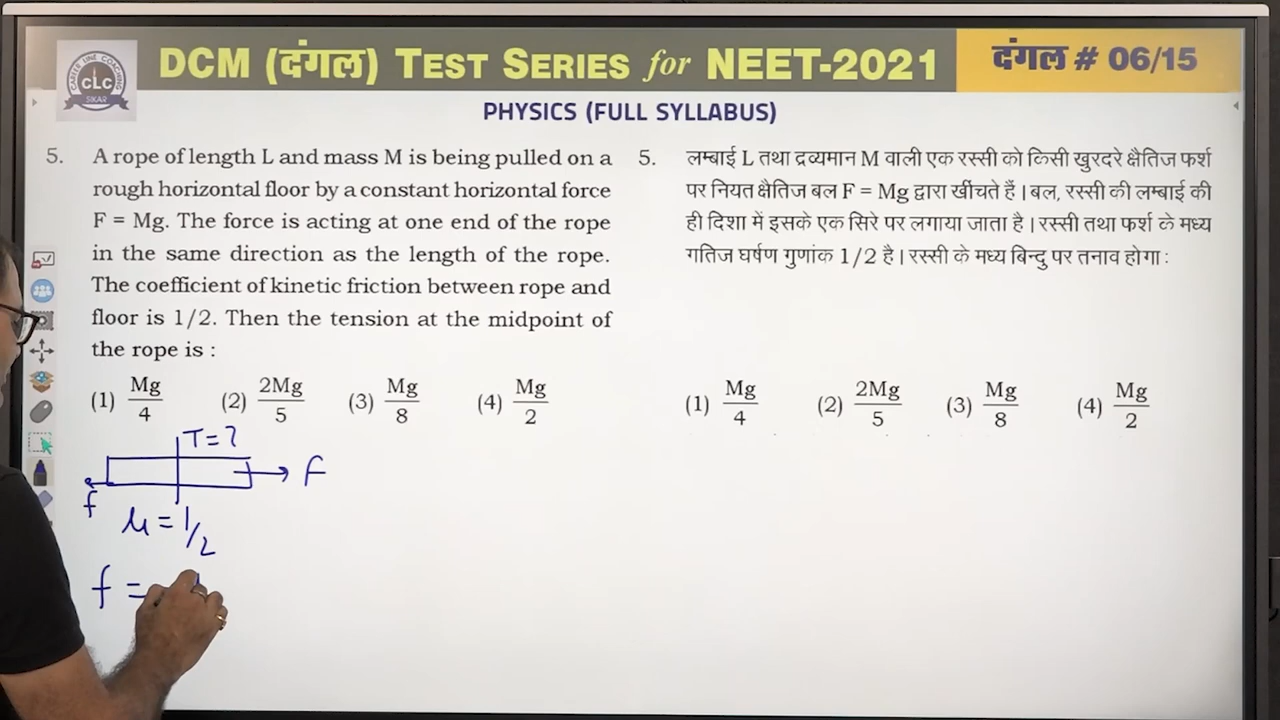 DCM (दंगल) TEST SERIES for NEET-2021
दंगल # 06/15
CAREER LINE COACHING
CLC
SIKAR
PHYSICS (FULL SYLLABUS)
5. A rope of length L and mass M is being pulled on a
rough horizontal floor by a constant horizontal force
F = Mg. The force is acting at one end of the rope
in the same direction as the length of the rope.
The coefficient of kinetic friction between rope and
floor is 1/2. Then the tension at the midpoint of
the rope is :
(1) Mg/4 (2) 2Mg/5 (3) Mg/8 (4) Mg/2
5. लम्बाई L तथा द्रव्यमान M वाली एक रस्सी को किसी खुरदरे क्षैतिज फर्श
पर नियत क्षैतिज बल F = Mg द्वारा खींचते हैं। बल, रस्सी की लम्बाई की
ही दिशा में इसके एक सिरे पर लगाया जाता है। रस्सी तथा फर्श के मध्य
गतिज घर्षण गुणांक 1/2 है। रस्सी के मध्य बिन्दु पर तनाव होगा :
(1) Mg/4 (2) 2Mg/5 (3) Mg/8 (4) Mg/2
T = ?
F
f
μ = 1/2
f =